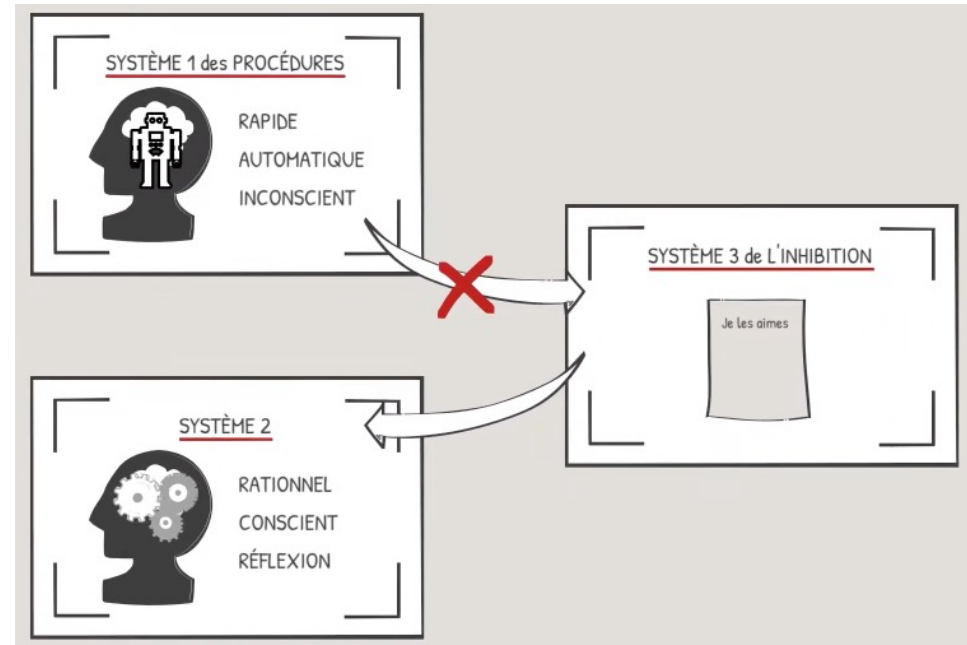 SYSTÈME 1 des PROCÉDURES
RAPIDE
AUTOMATIQUE
INCONSCIENT
SYSTÈME 3 de L'INHIBITION
Je les aimes
SYSTÈME 2
RATIONNEL
CONSCIENT
RÉFLEXION